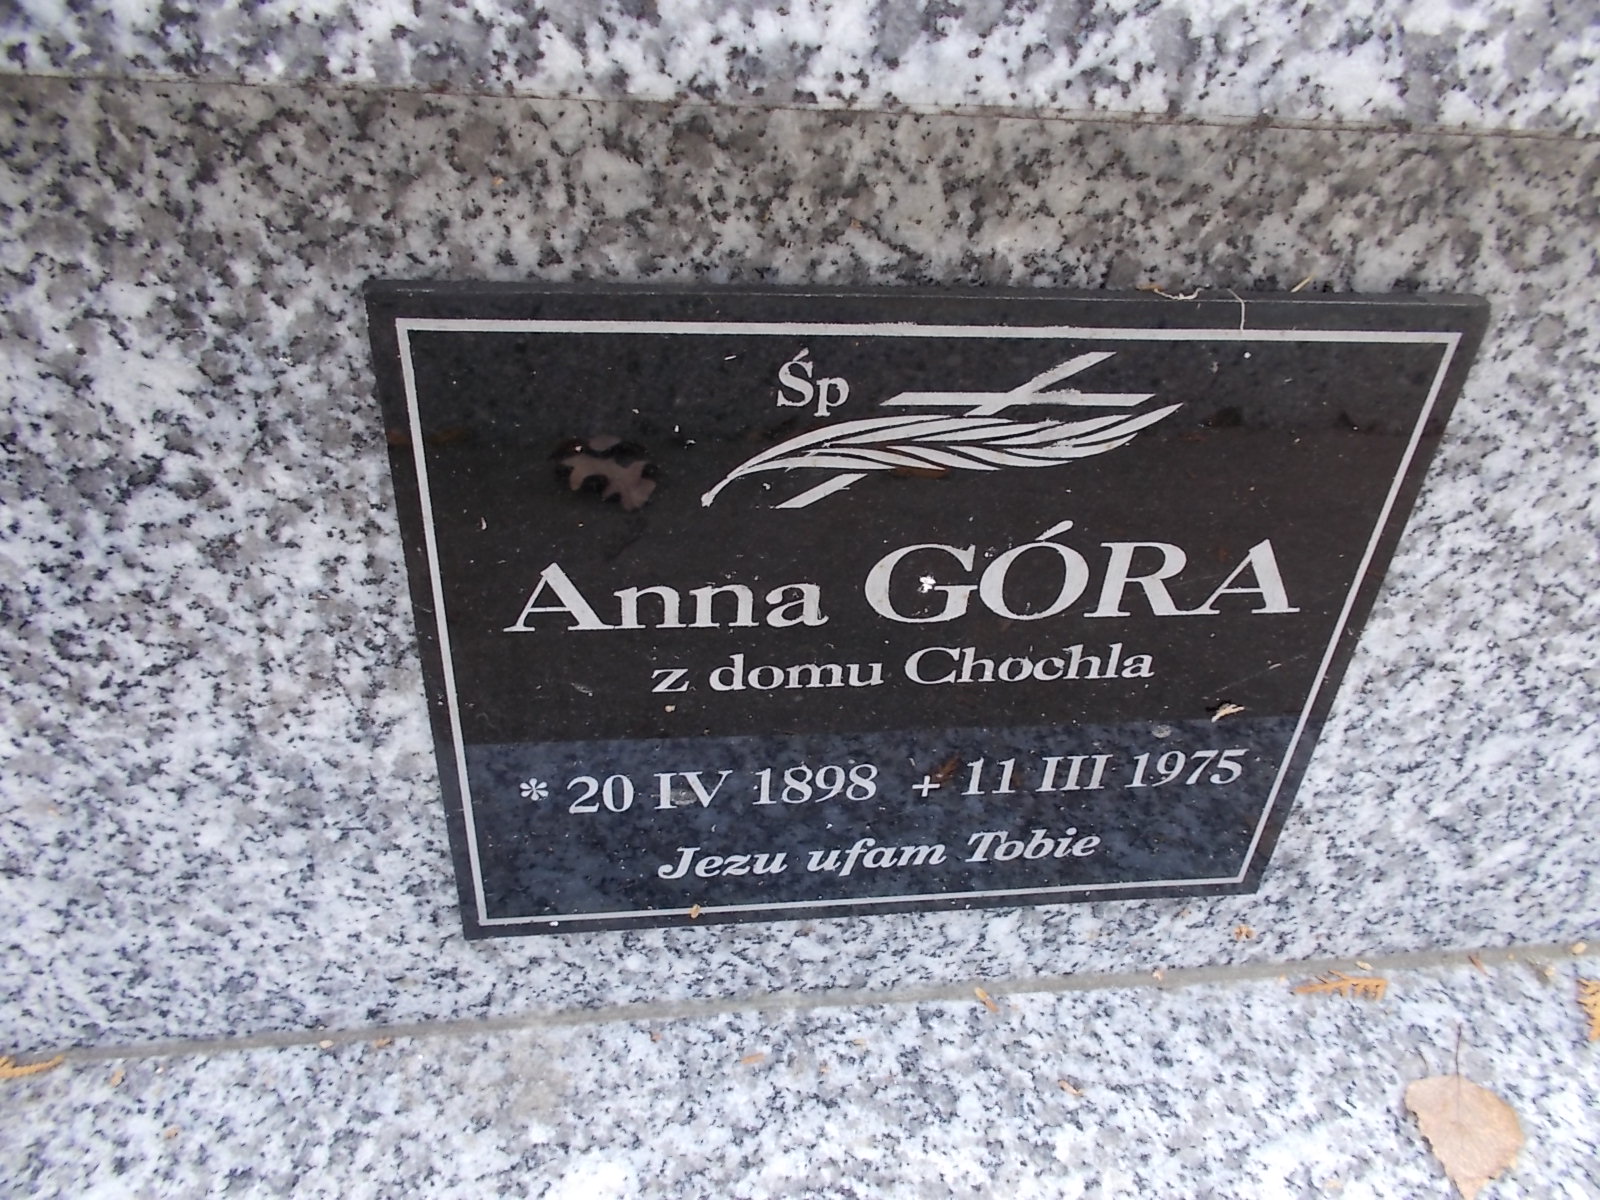 Śp
Anna GÓRA
z domu Chochla
* 20 IV 1898 + 11 III 1975
Jezu ufam Tobie